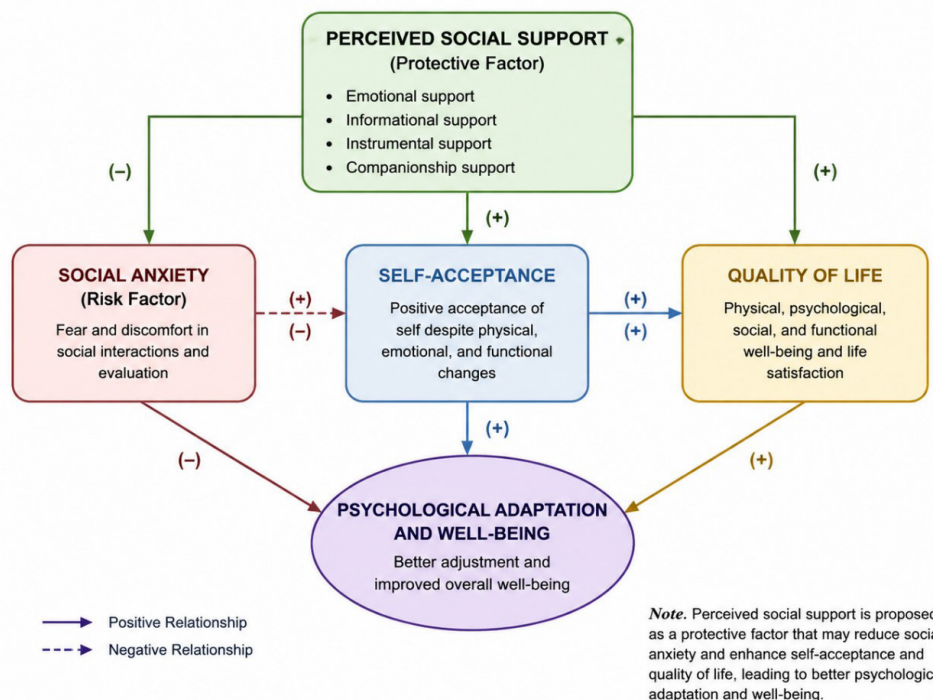 PERCEIVED SOCIAL SUPPORT
(Protective Factor)
• Emotional support
• Informational support
• Instrumental support
• Companionship support
(–)
(+)
(+)
SOCIAL ANXIETY
(Risk Factor)
Fear and discomfort in
social interactions and
evaluation
(+)
(–)
SELF-ACCEPTANCE
Positive acceptance of
self despite physical,
emotional, and functional
changes
(+)
(+)
QUALITY OF LIFE
Physical, psychological,
social, and functional
well-being and life
satisfaction
(–)
(+)
(+)
PSYCHOLOGICAL ADAPTATION
AND WELL-BEING
Better adjustment and
improved overall well-being
Positive Relationship
Negative Relationship
Note. Perceived social support is proposed
as a protective factor that may reduce social
anxiety and enhance self-acceptance and
quality of life, leading to better psychologic
adaptation and well-being.